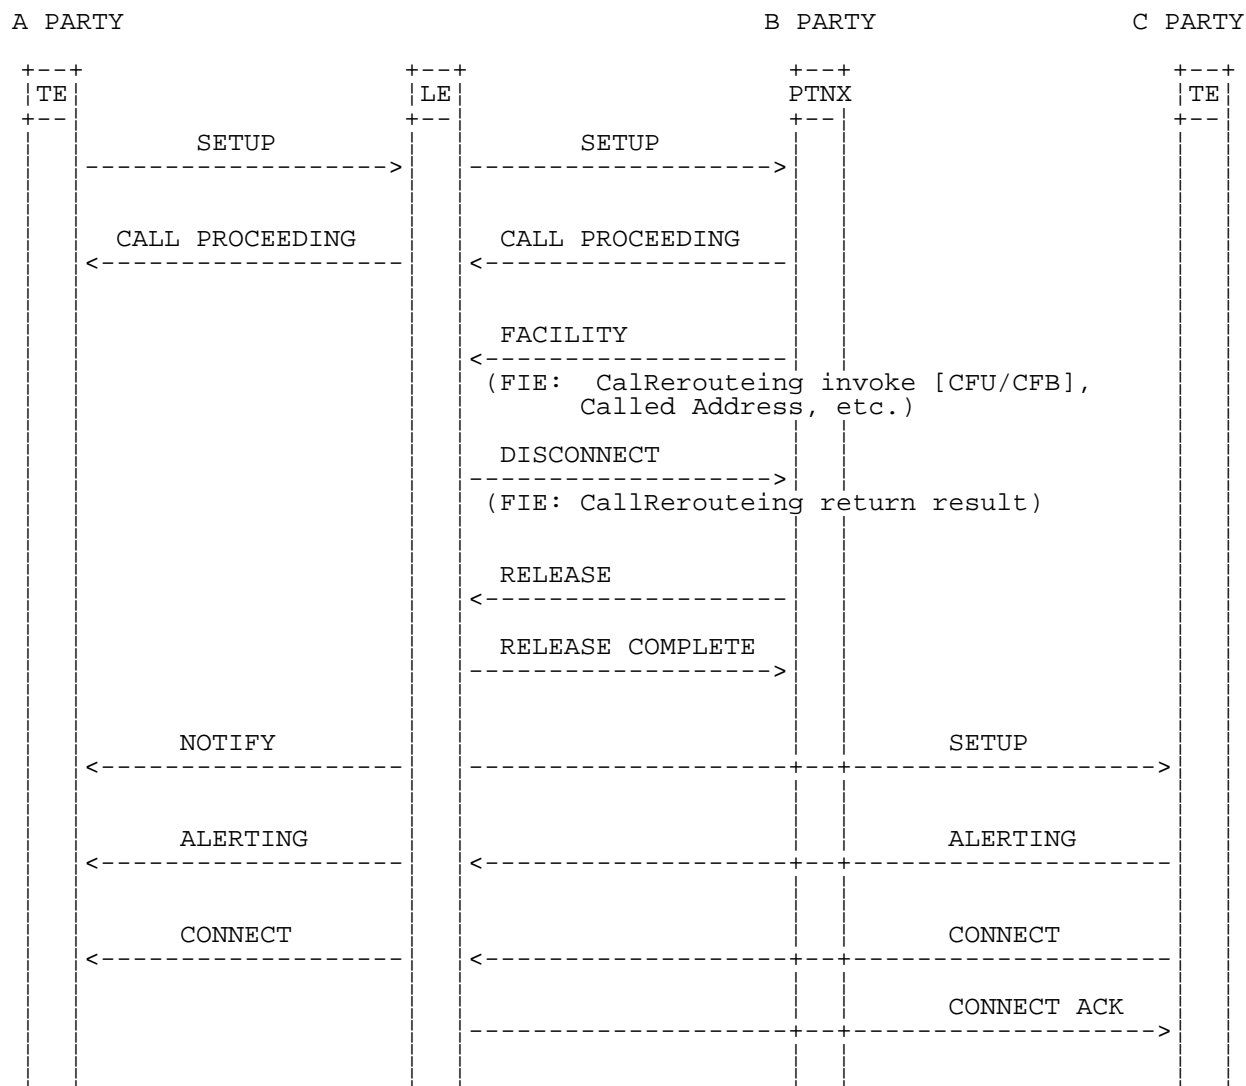 A PARTY B PARTY C PARTY
TE LE PTNX TE
SETUP SETUP
CALL PROCEEDING CALL PROCEEDING
FACILITY
(FIE: CalRerouteing invoke [CFU/CFB],
Called Address, etc.)
DISCONNECT
(FIE: CallRerouteing return result)
RELEASE
RELEASE COMPLETE
NOTIFY SETUP
ALERTING ALERTING
CONNECT CONNECT
CONNECT ACK